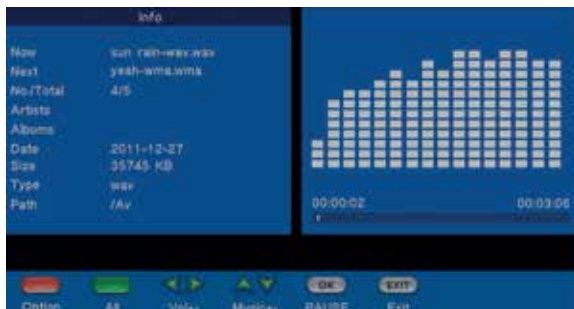 Info
Now sun rain-wav.wav
Next yeah-wma.wma
No./Total 4/5
Artists
Albums
Date 2011-12-27
Size 35745 KB
Type wav
Path /Av
00:00:02 00:03:06
OK EXIT
Option All PAUSE Exit